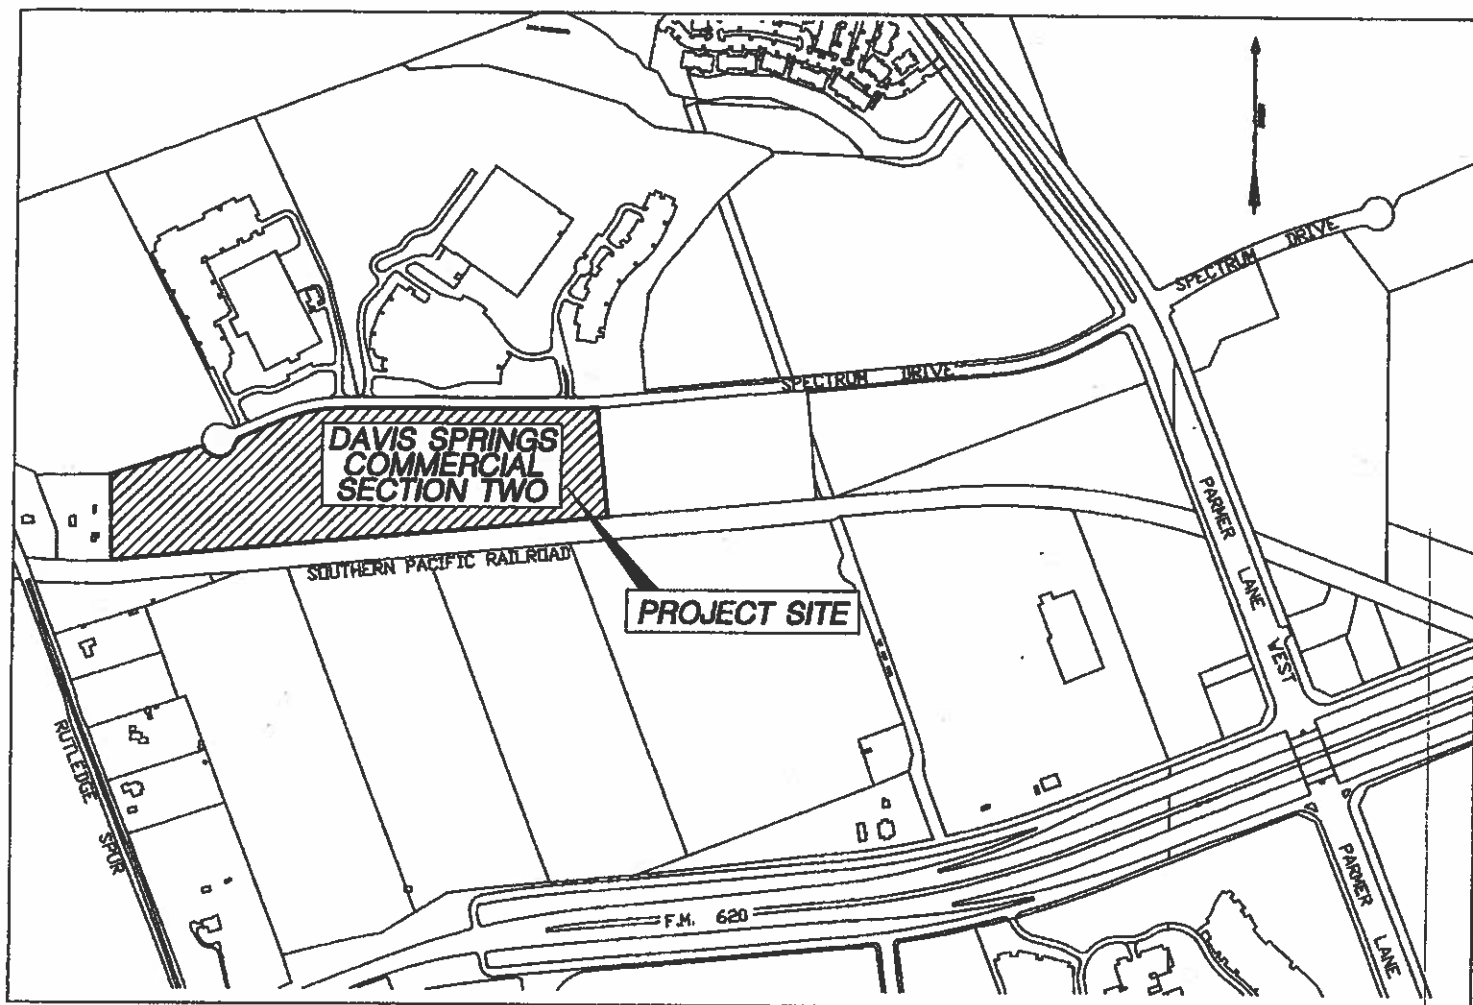 SPECTRUM DRIVE
SPECTRUM DRIVE
DAVIS SPRINGS
COMMERCIAL
SECTION TWO
SOUTHERN PACIFIC RAILROAD
PROJECT SITE
PARMER LANE WEST
RUTLEDGE SPUR
F.M. 620
PARMER LANE